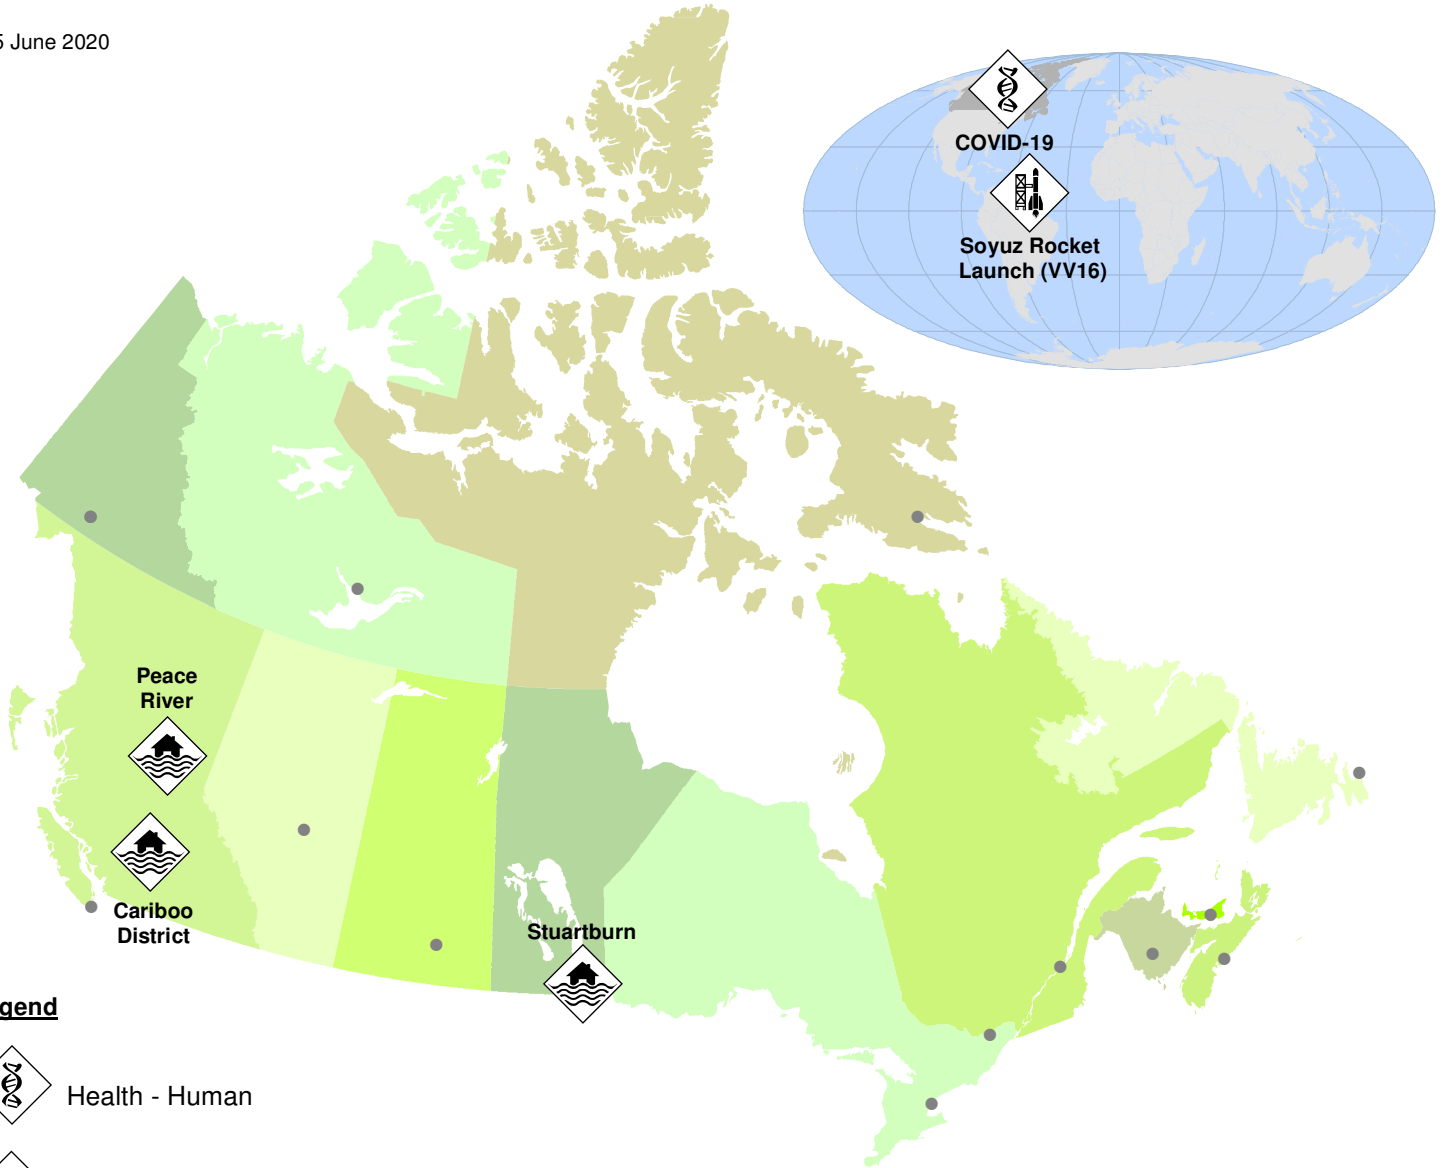 5 June 2020
COVID-19
Soyuz Rocket
Launch (VV16)
Peace
River
Cariboo
District
Stuartburn
gend
Health - Human